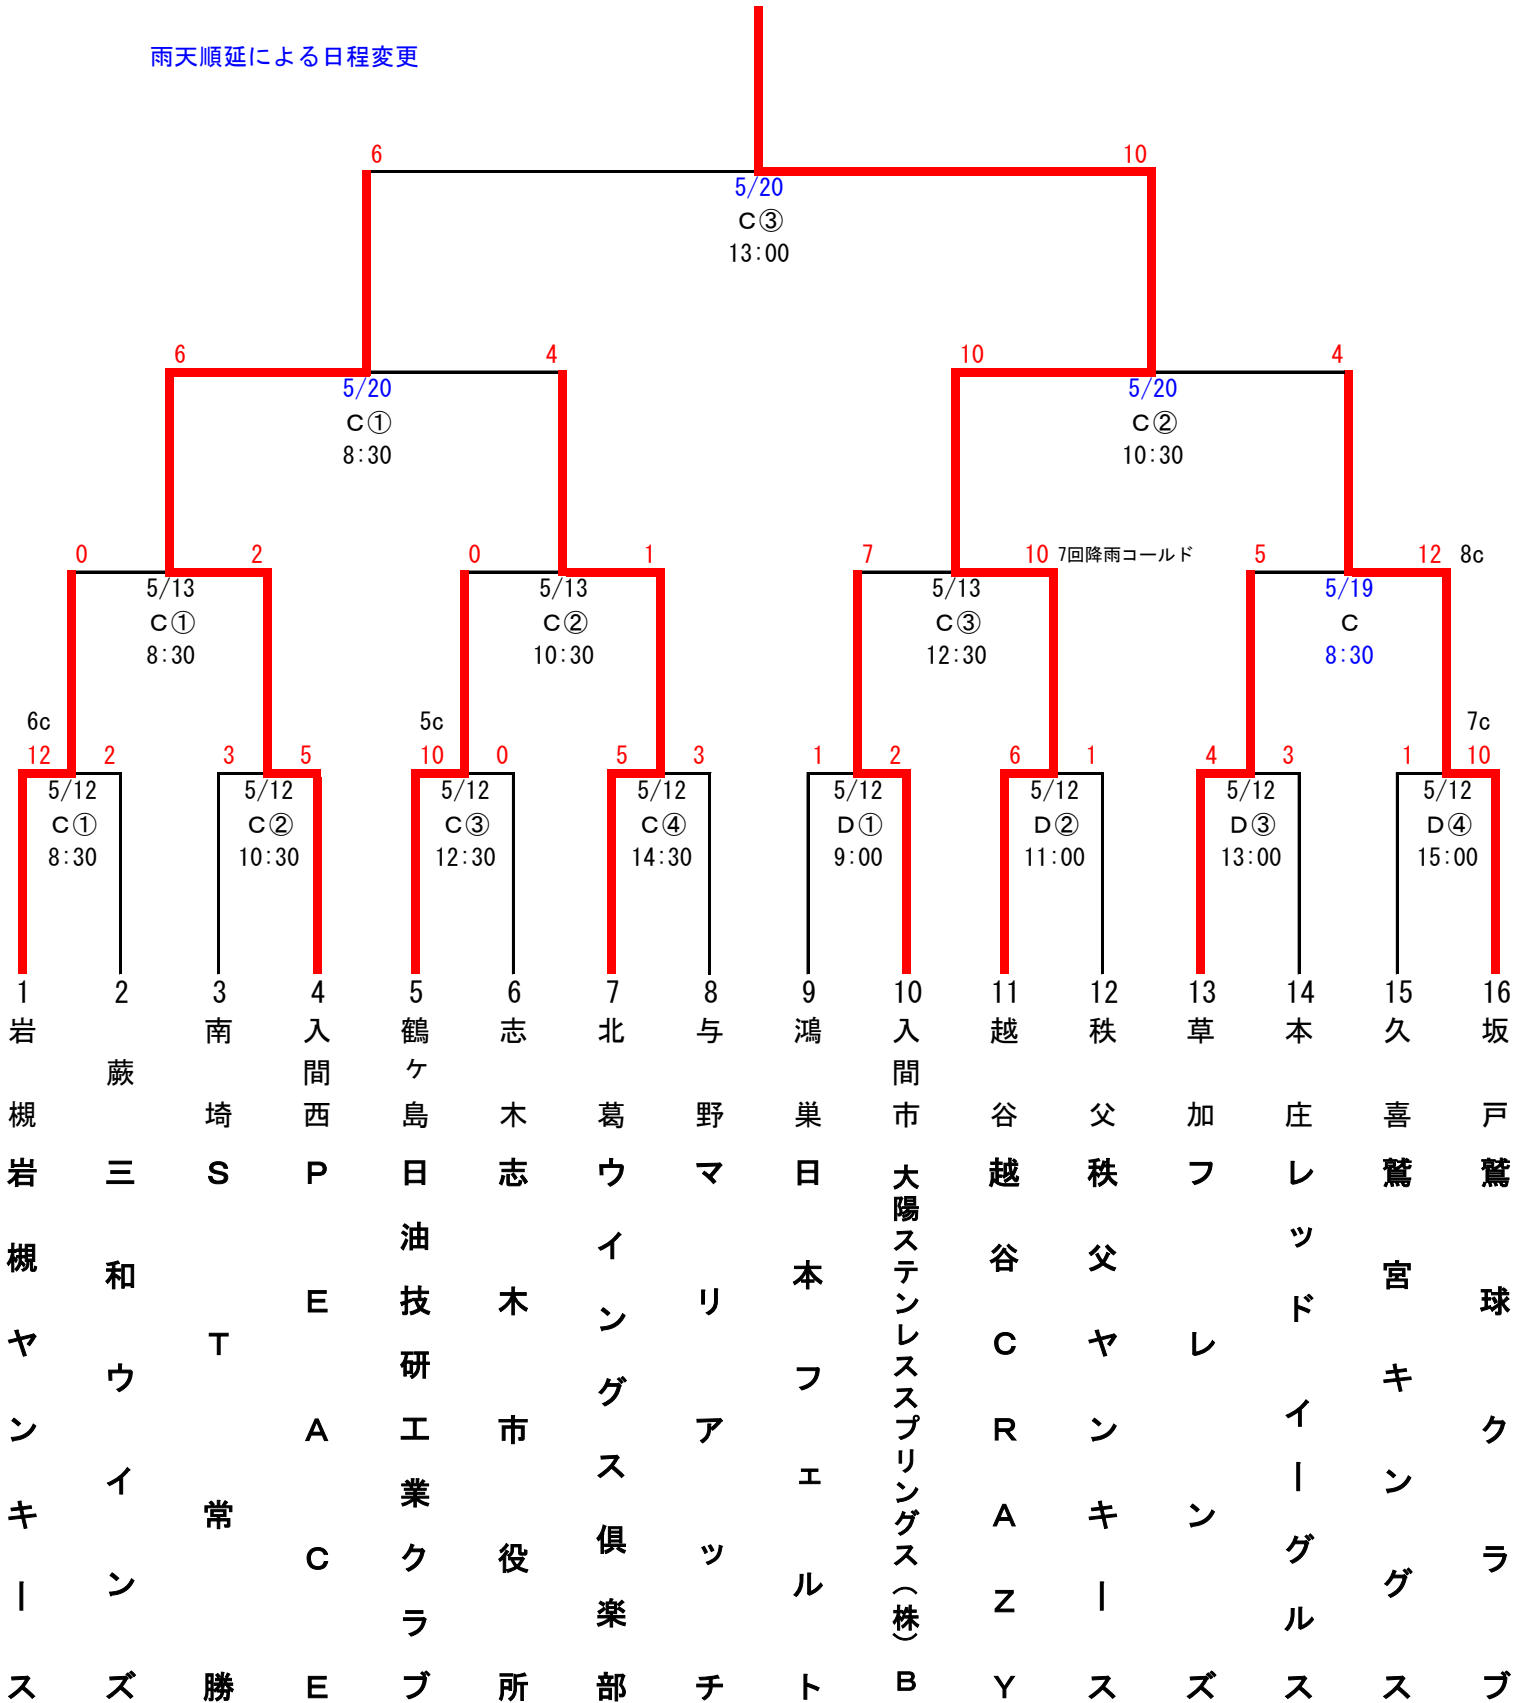 雨天順延による日程変更
6 10
5/20
C③
13:00
6 4 10 4
5/20 5/20
C① C②
8:30 10:30
0 2 0 1 7 10 7回降雨コールド 5 12 8c
5/13 5/13 5/13 5/19
C① C② C③ C
8:30 10:30 12:30 8:30
6c 5c 7c
12 2 3 5 10 0 5 3 1 2 6 1 4 3 1 10
5/12 5/12 5/12 5/12 5/12 5/12 5/12 5/12
C① C② C③ C④ D① D② D③ D④
8:30 10:30 12:30 14:30 9:00 11:00 13:00 15:00
1 2 3 4 5 6 7 8 9 10 11 12 13 14 15 16
岩槻
岩槻ヤンキース
蕨
三和ウィンズ
南埼
ST常勝
入間西
PEACE
鶴ケ島
日油技研工業クラブ
志木
志木市役所
北葛
ウイングス倶楽部
与野
マリアッチ
鴻巣
日本フェルト
入間市
大陽ステンレススプリングス(株)B
越谷
越谷CRAZY
秩父
秩父ヤンキース
草加
フレンズ
本庄
レッドイーグルス
久喜
鷲宮キングス
坂戸
鷲球クラブ